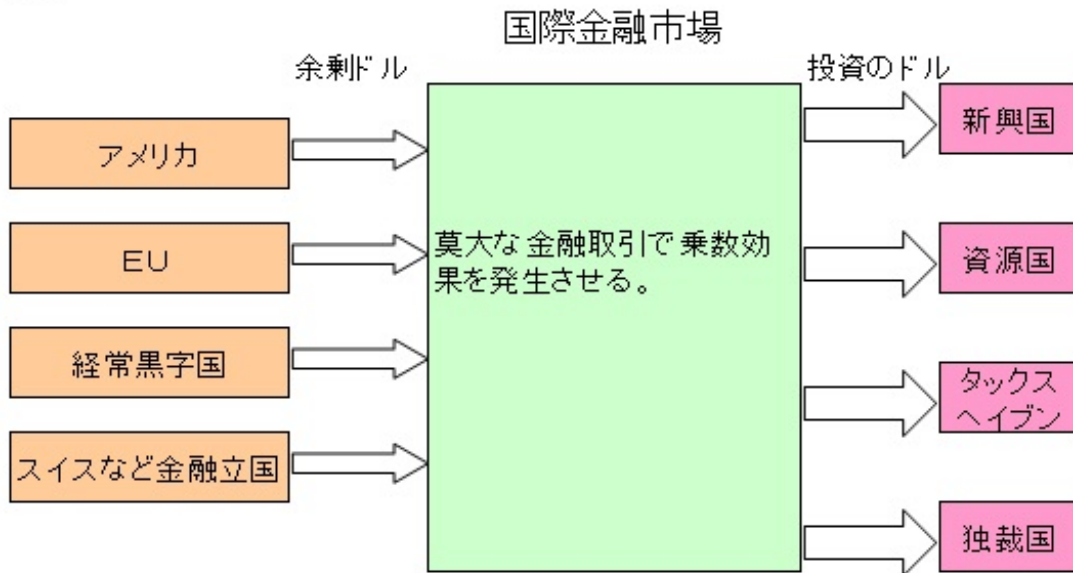 国際金融市場
余剰ドル
投資のドル
アメリカ
EU
経常黒字国
スイスなど金融立国
莫大な金融取引で乗数効
果を発生させる。
新興国
資源国
タックス
ヘイブン
独裁国